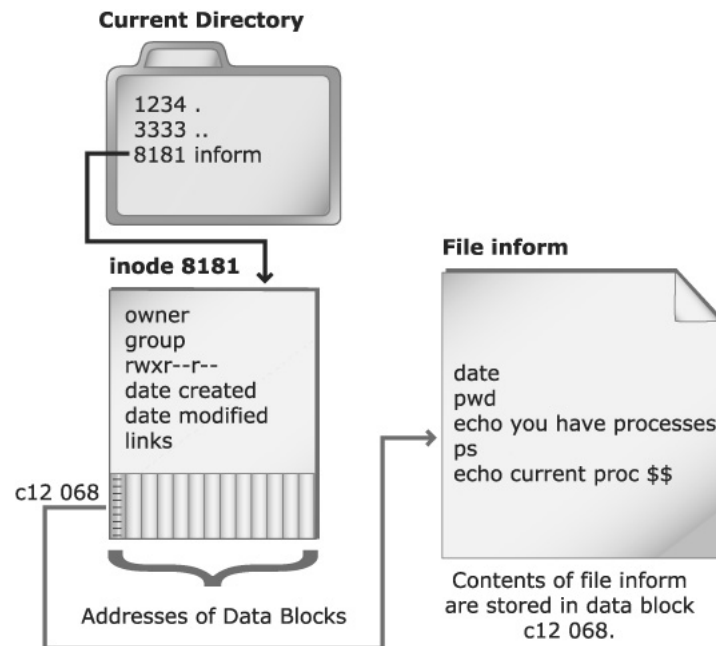 Current Directory
1234 .
3333 ..
8181 inform
inode 8181
owner
group
rwxr--r--
date created
date modified
links
c12 068
Addresses of Data Blocks
File inform
date
pwd
echo you have processes
ps
echo current proc $$
Contents of file inform
are stored in data block
c12 068.